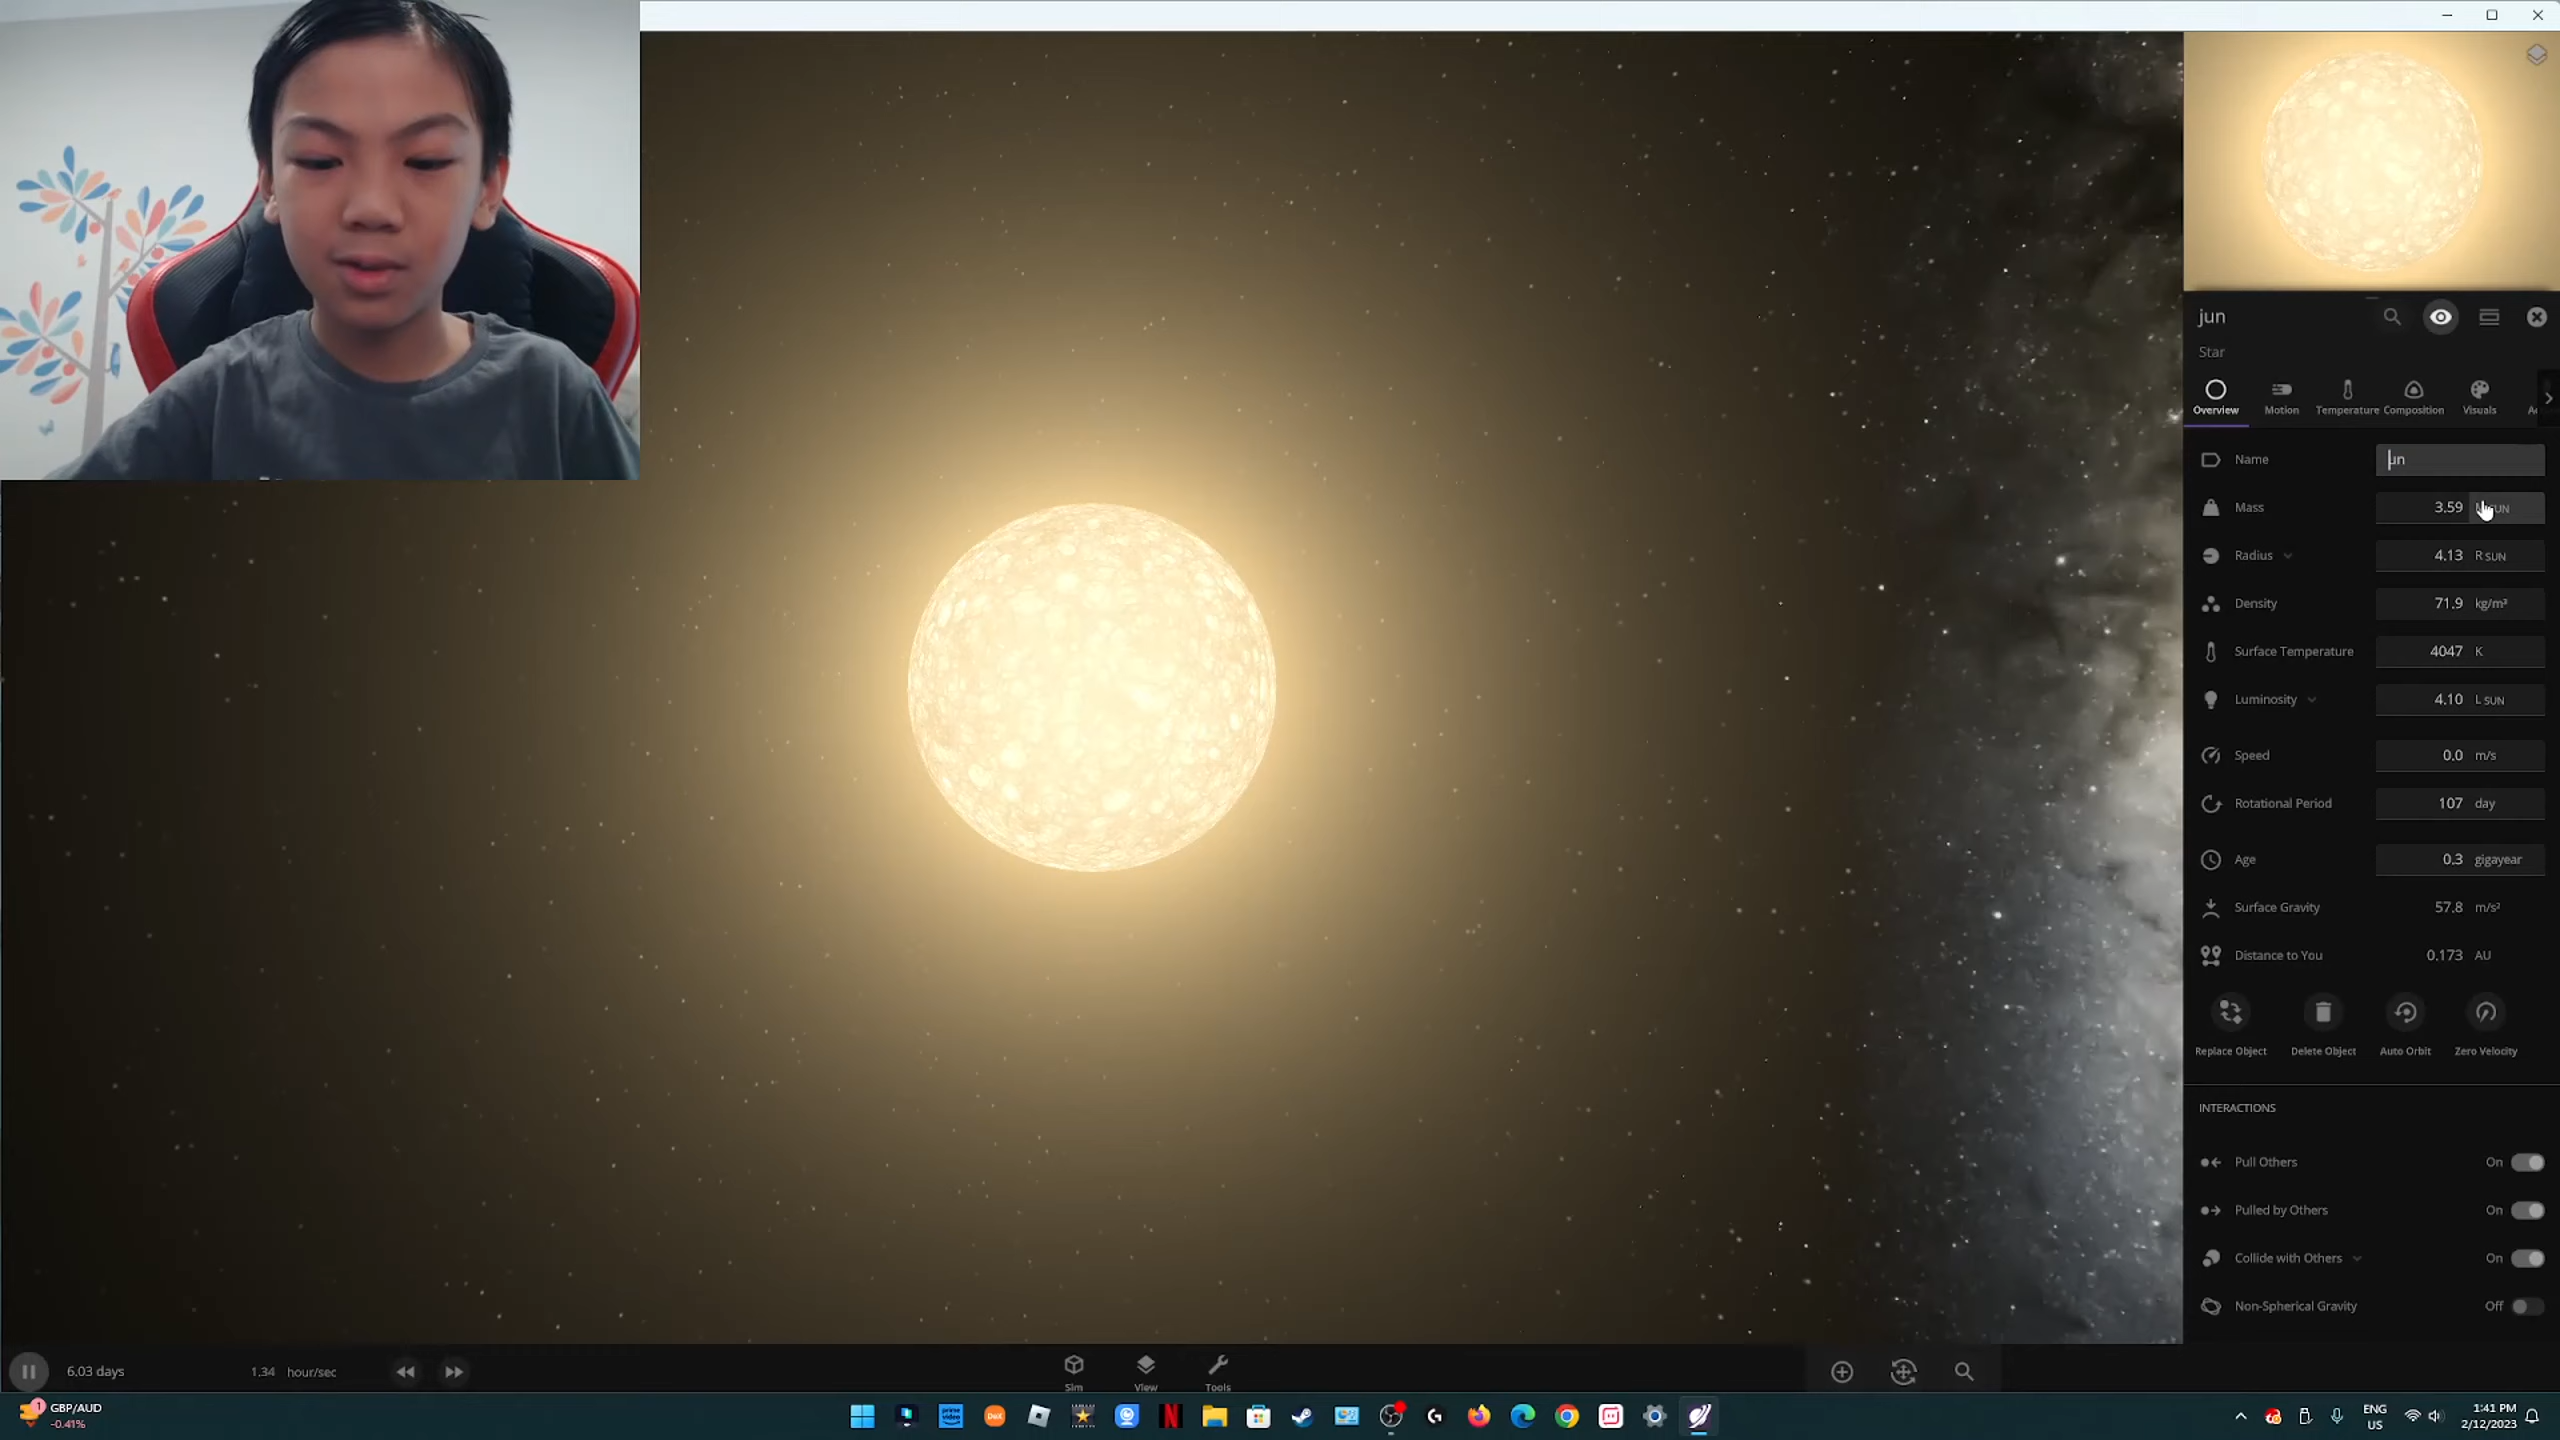 jun
Star
Overview Motion Temperature Composition Visuals
Name un
Mass 3.59
Radius 4.13 R SUN
Density 71.9 kg/m³
Surface Temperature 4047 K
Luminosity 4.10 L SUN
Speed 0.0 m/s
Rotational Period 107 day
Age 0.3 gigayear
Surface Gravity 57.8 m/s²
Distance to You 0.173 AU
Replace Object Delete Object Auto Orbit Zero Velocity
INTERACTIONS
Pull Others On
Pulled by Others On
Collide with Others On
Non-Spherical Gravity Off
6.03 days 1.34 hour/sec
Sim View Tools
1 GBP/AUD
-0.41%
prime video
DeX
N
ENG
US
1:41 PM
2/12/2023